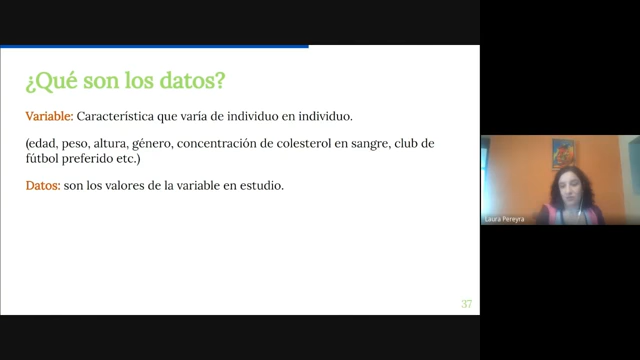 ¿Qué son los datos?
Variable: Característica que varía de individuo en individuo.
(edad, peso, altura, género, concentración de colesterol en sangre, club de
fútbol preferido etc.)
Datos: son los valores de la variable en estudio.
37
Laura Pereyra